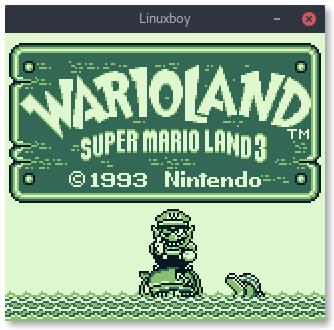 Linuxboy
WARIOLAND
TM
SUPER MARIO LAND 3
©1993 Nintendo
W